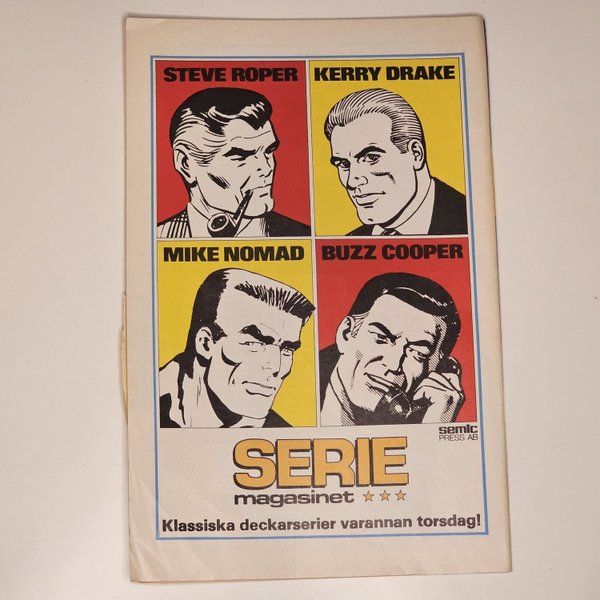 STEVE ROPER
KERRY DRAKE
MIKE NOMAD
BUZZ COOPER
semic
PRESS AB
SERIE
magasinet
Klassiska deckarserier varannan torsdag!